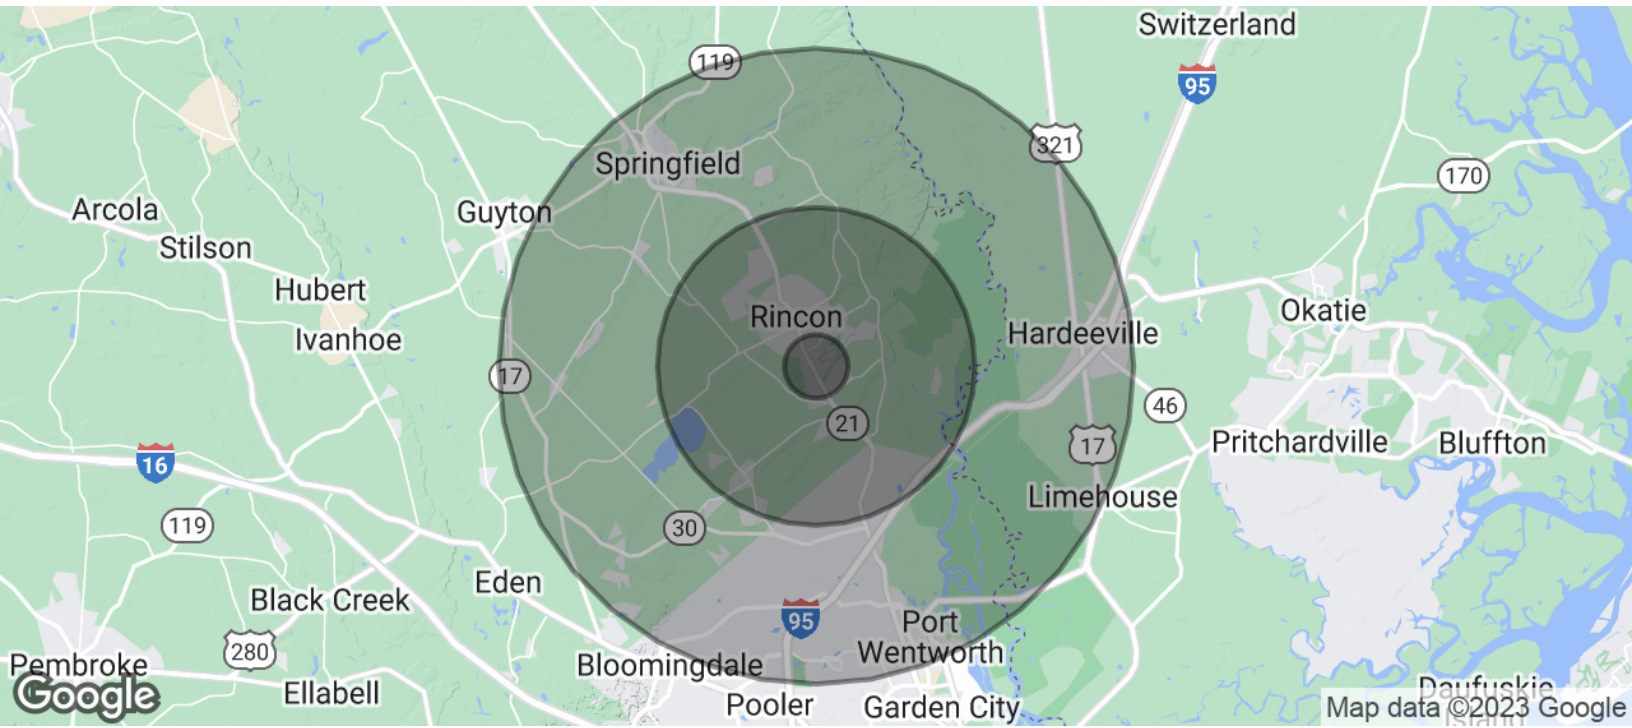 Switzerland
119
95
321
Springfield
170
Arcola
Guyton
Stilson
Hubert
Okatie
Rincon
Ivanhoe
Hardeeville
17
46
21
Pritchardville
Bluffton
17
16
Limehouse
119
30
Eden
Black Creek
95
Port
Wentworth
280
Pembroke
Bloomingdale
Ellabell
Google
Pooler
Garden City
Daufuskie
Island
Map data ©2023 Google